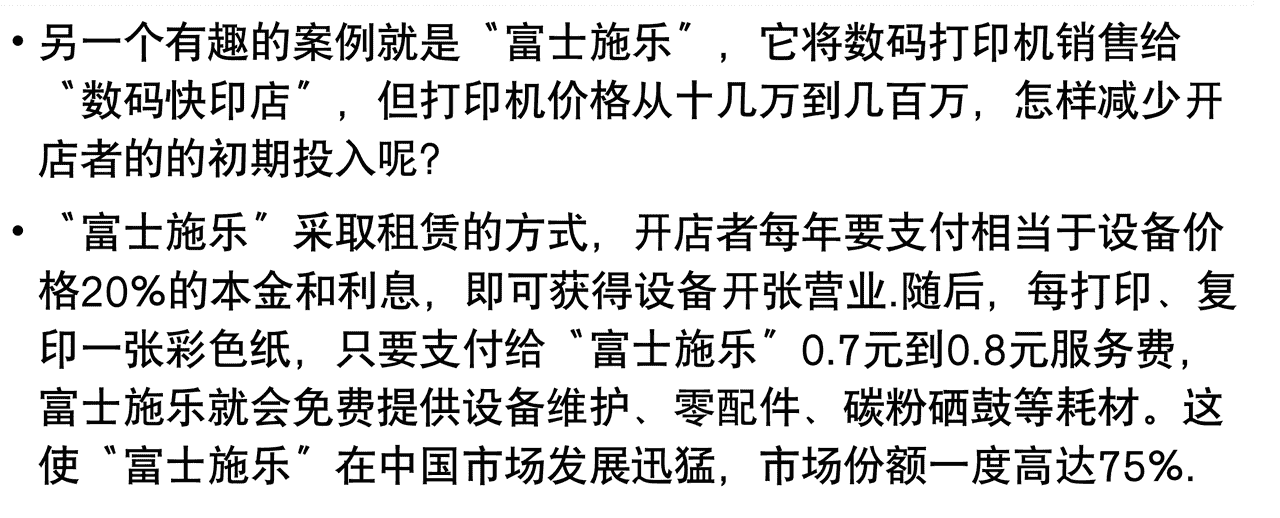 • 另一个有趣的案例就是〝富士施乐〞，它将数码打印机销售给
〝数码快印店〞，但打印机价格从十几万到几百万，怎样减少开
店者的的初期投入呢？
• 〝富士施乐〞采取租赁的方式，开店者每年要支付相当于设备价
格20%的本金和利息，即可获得设备开张营业.随后，每打印、复
印一张彩色纸，只要支付给〝富士施乐〞0.7元到0.8元服务费，
富士施乐就会免费提供设备维护、零配件、碳粉硒鼓等耗材。这
使〝富士施乐〞在中国市场发展迅猛，市场份额一度高达75%.